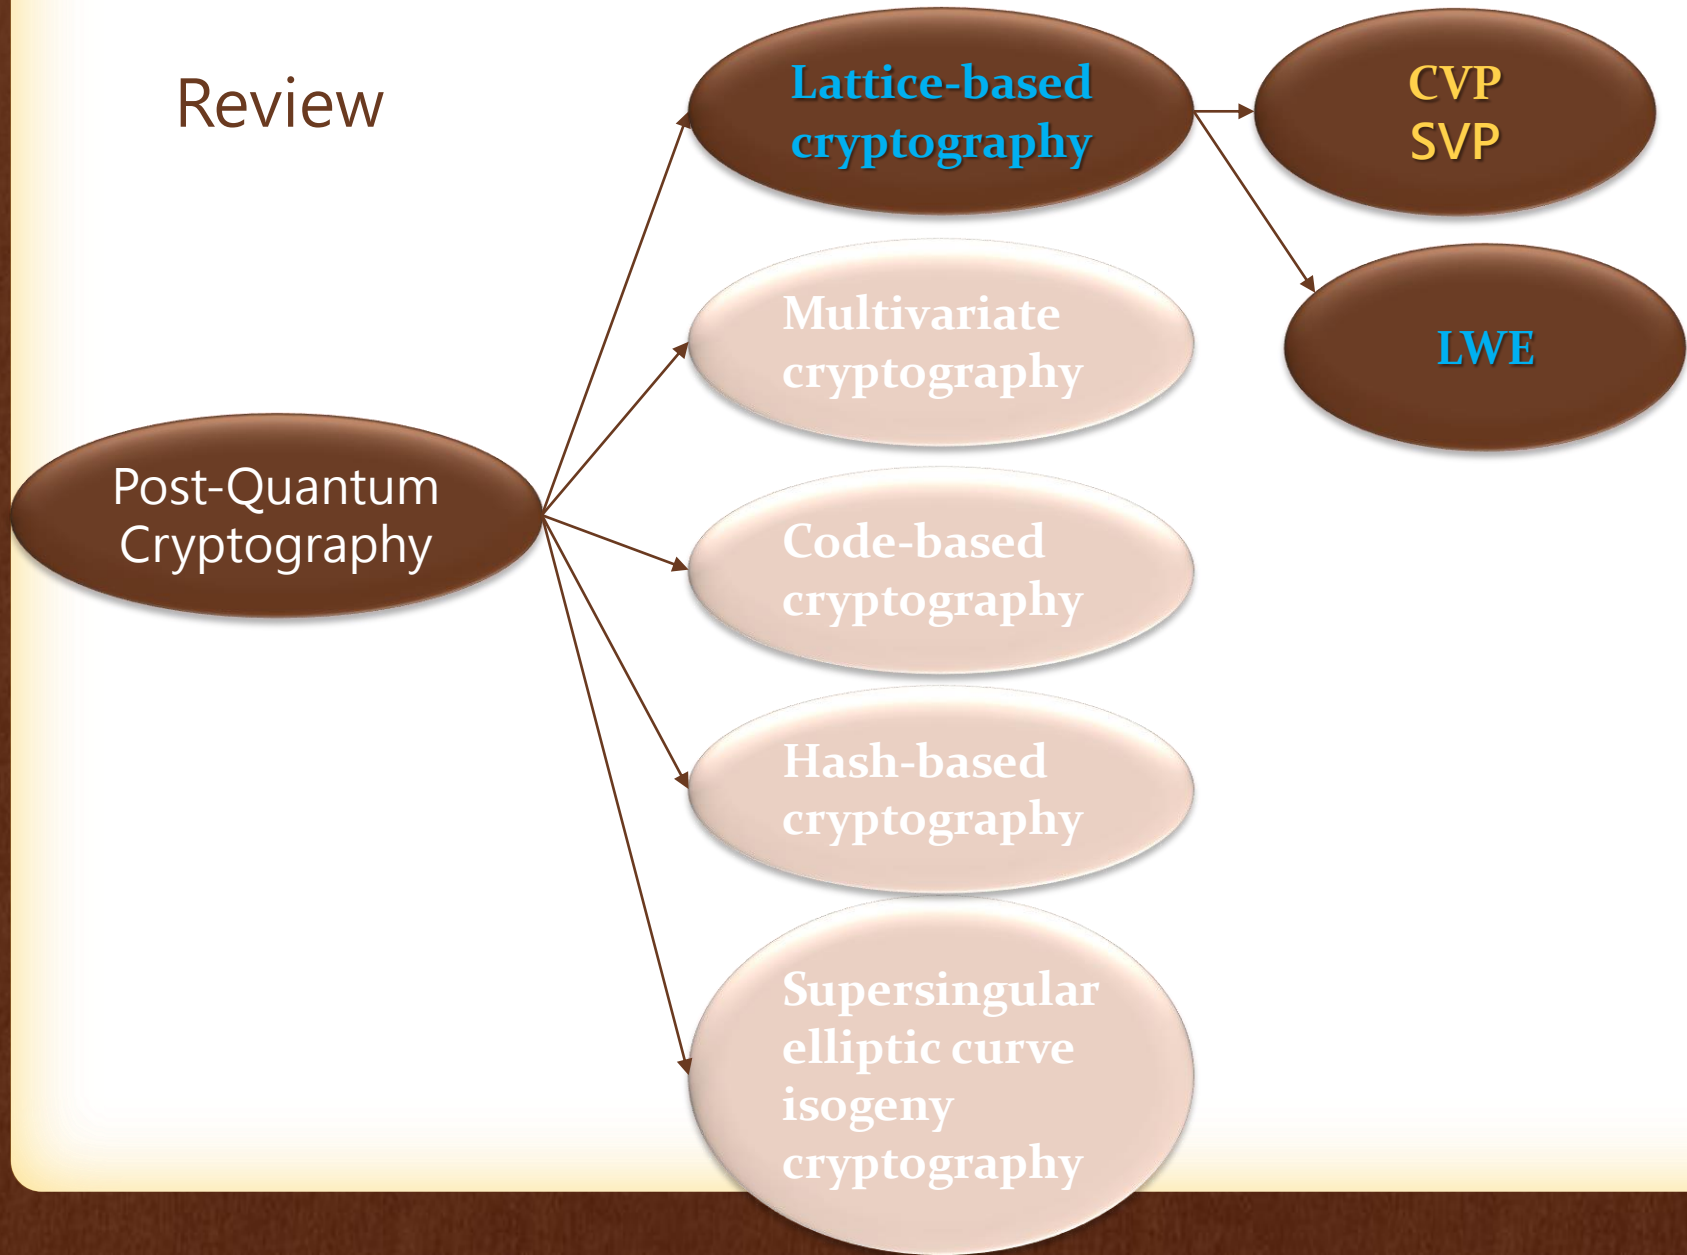 Review
Post-Quantum
Cryptography
Lattice-based
cryptography
CVP
SVP
LWE
Multivariate
cryptography
Code-based
cryptography
Hash-based
cryptography
Supersingular
elliptic curve
isogeny
cryptography